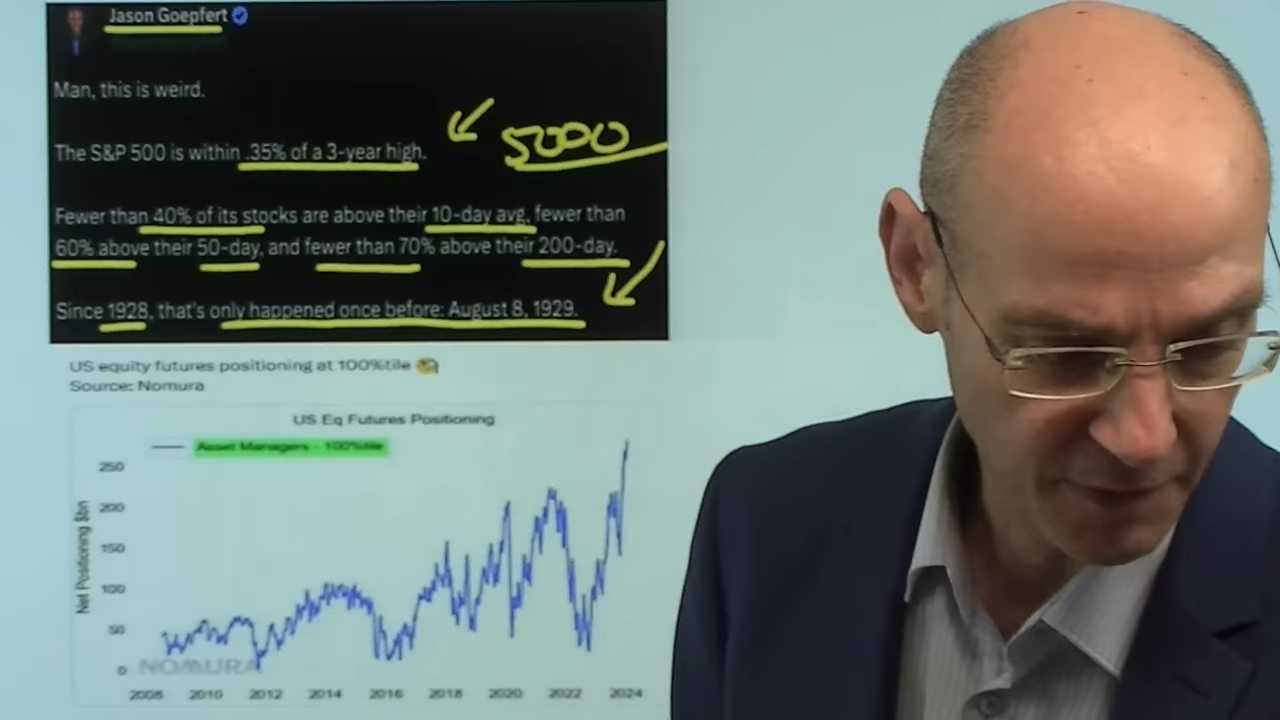 Jason Goepfert
Man, this is weird.
The S&P 500 is within .35% of a 3-year high.
5000
Fewer than 40% of its stocks are above their 10-day avg, fewer than
60% above their 50-day, and fewer than 70% above their 200-day.
Since 1928, that's only happened once before: August 8, 1929.
US equity futures positioning at 100%tile
Source: Nomura
US Eq Futures Positioning
Asset Managers - 100%tile
Net Positioning $bn
250
200
150
100
50
0
NOMURA
2008 2010 2012 2014 2016 2018 2020 2022 2024